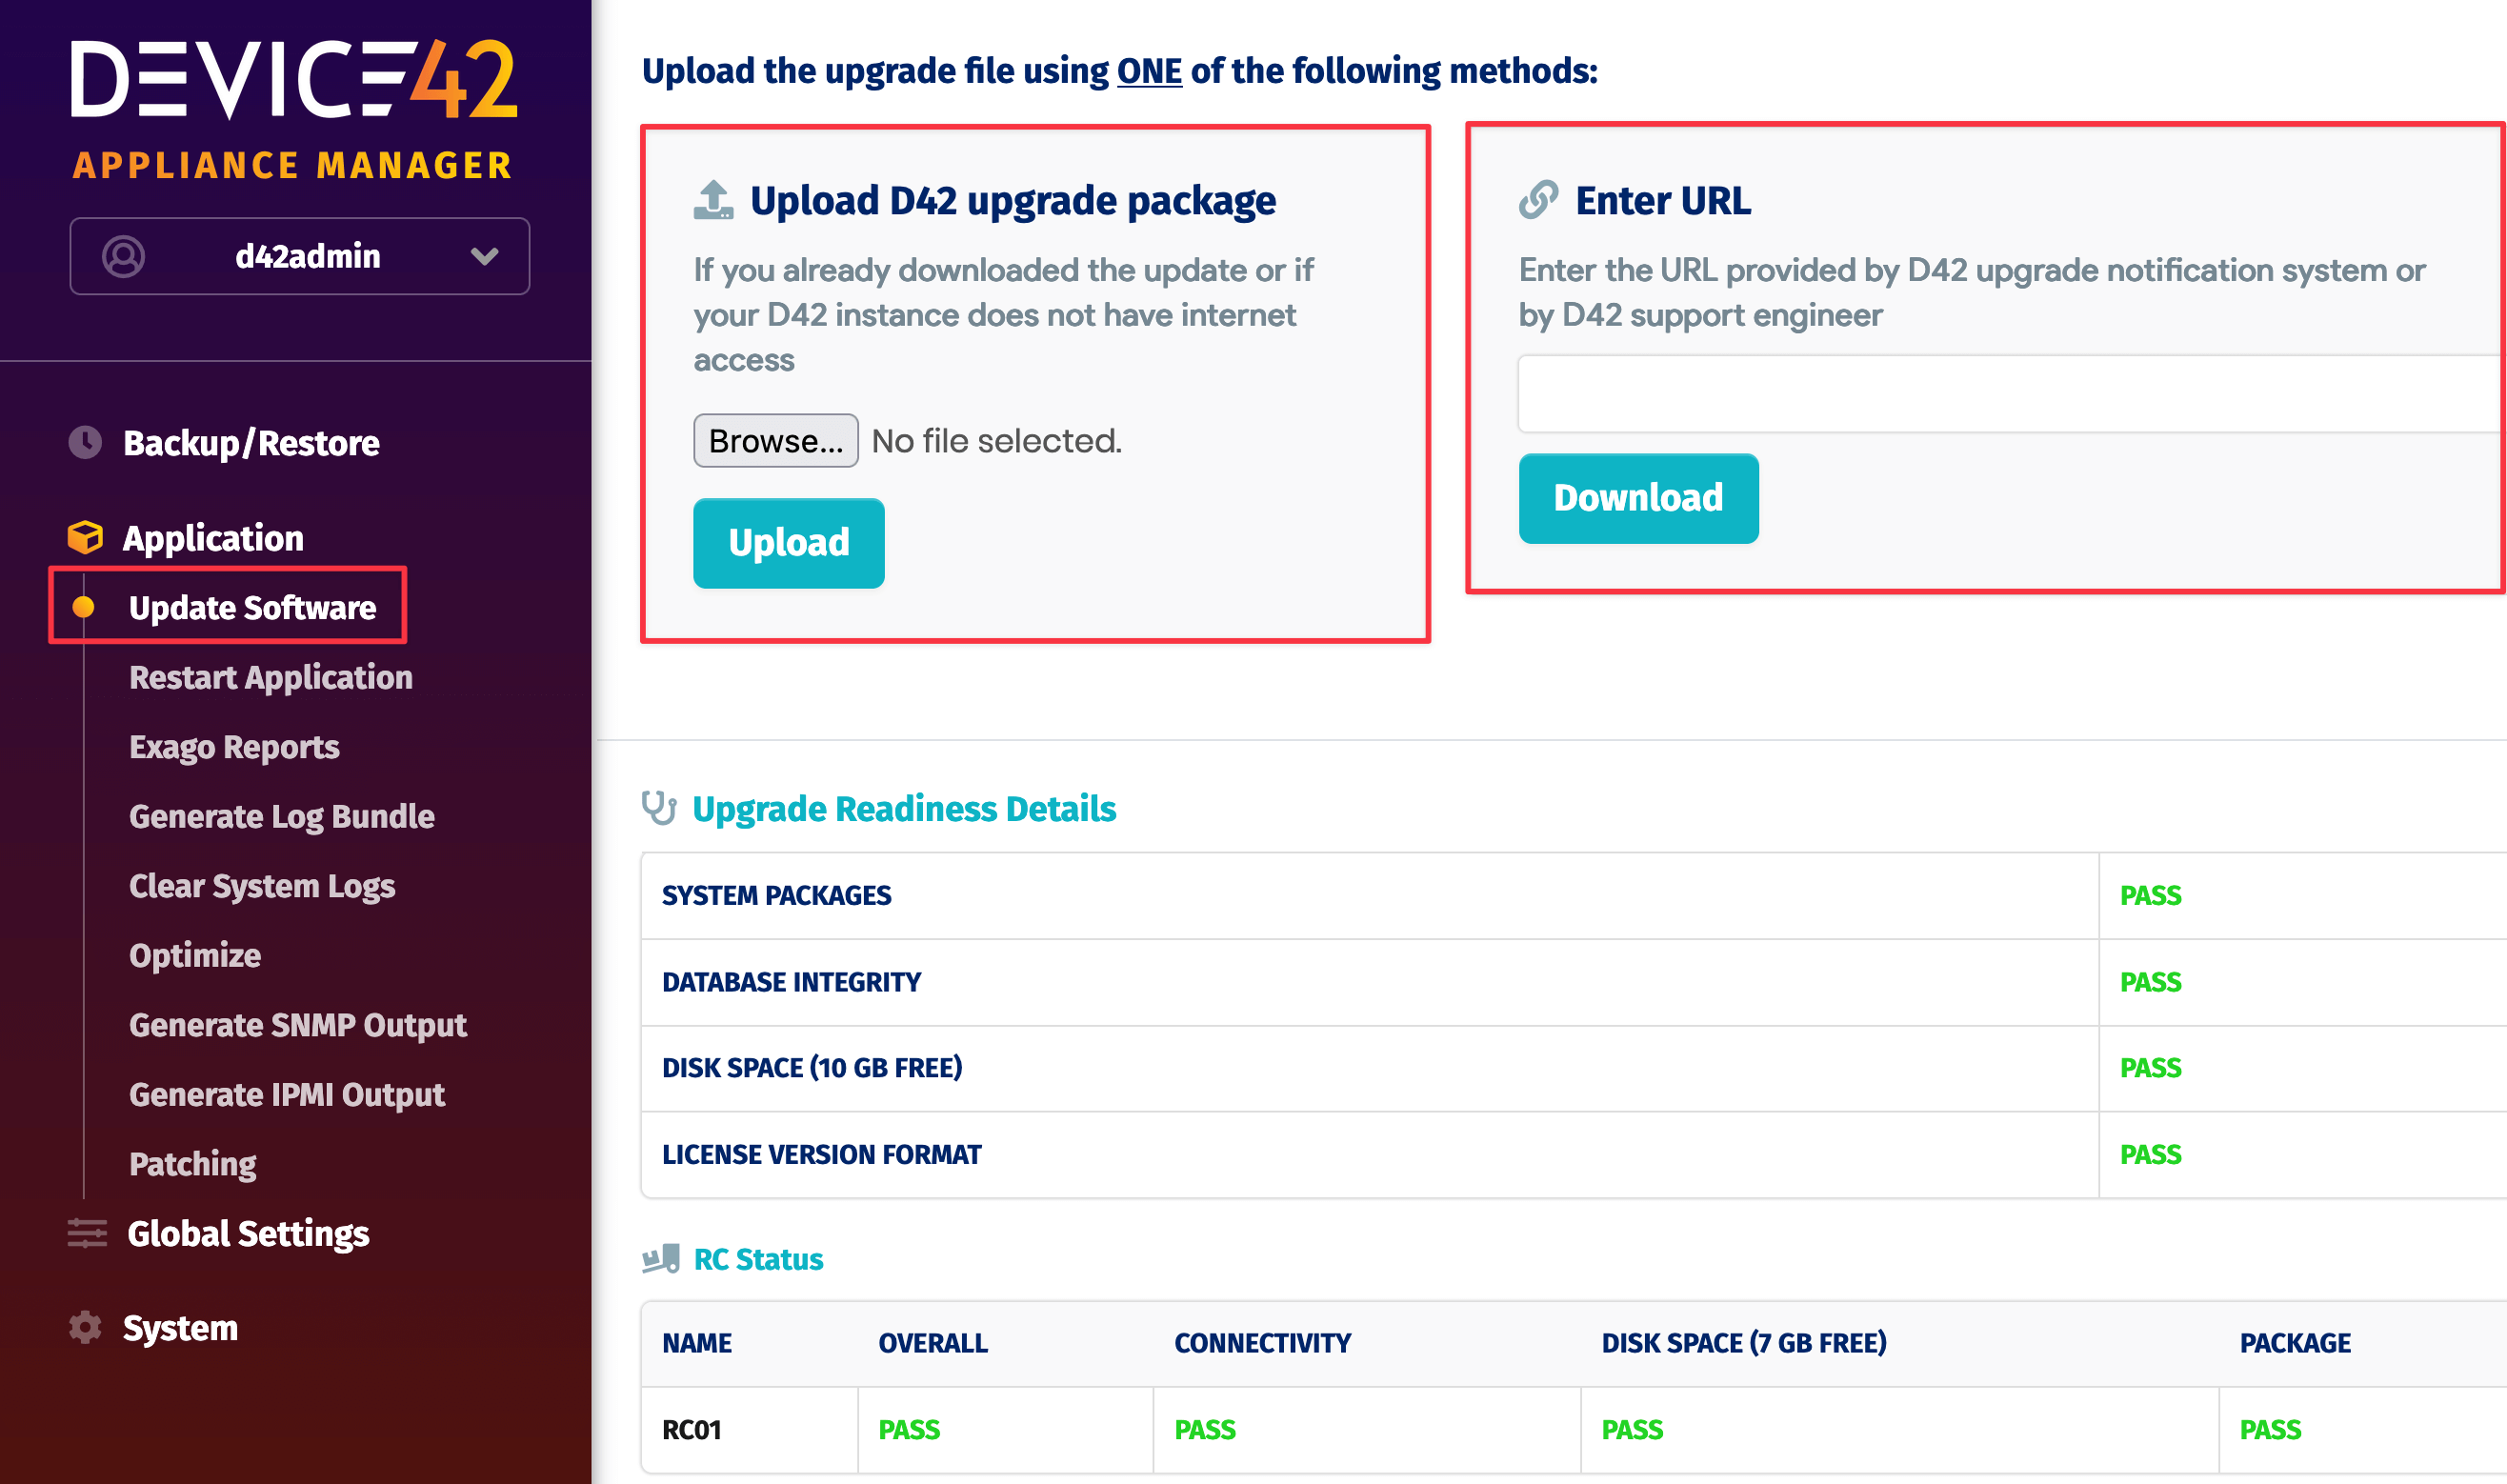 DEVICE42
APPLIANCE MANAGER
d42admin
Backup/Restore
Application
Update Software
Restart Application
Exago Reports
Generate Log Bundle
Clear System Logs
Optimize
Generate SNMP Output
Generate IPMI Output
Patching
Global Settings
System
Upload the upgrade file using ONE of the following methods:
Upload D42 upgrade package
If you already downloaded the update or if
your D42 instance does not have internet
access
Browse... No file selected.
Upload
Enter URL
Enter the URL provided by D42 upgrade notification system or
by D42 support engineer
Download
Upgrade Readiness Details
SYSTEM PACKAGES PASS
DATABASE INTEGRITY PASS
DISK SPACE (10 GB FREE) PASS
LICENSE VERSION FORMAT PASS
RC Status
NAME OVERALL CONNECTIVITY DISK SPACE (7 GB FREE) PACKAGE
RC01 PASS PASS PASS PASS